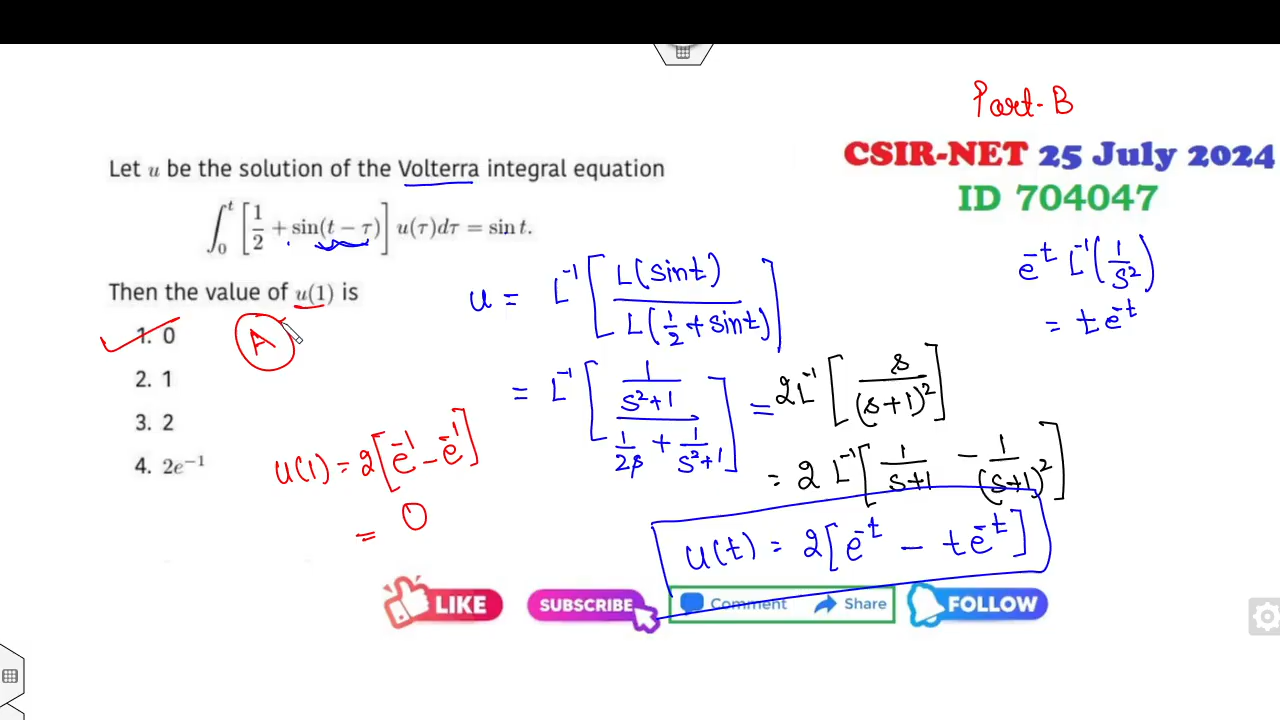 Part-B
CSIR-NET 25 July 2024
ID 704047
Let u be the solution of the Volterra integral equation
∫₀ᵗ [1/2 + sin(t − τ)] u(τ)dτ = sin t.
Then the value of u(1) is
1. 0
2. 1
3. 2
4. 2e⁻¹
A
u = L⁻¹ [L(sint) / L(1/2 + sint)]
= L⁻¹ [(1/(s²+1)) / (1/(2s) + 1/(s²+1))] = 2L⁻¹ [s/(s+1)²]
= 2 L⁻¹ [1/(s+1) − 1/(s+1)²]
u(t) = 2[e⁻ᵗ − te⁻ᵗ]
e⁻ᵗ L⁻¹(1/s²)
= te⁻ᵗ
u(1) = 2[e⁻¹ − e⁻¹]
= 0
LIKE
SUBSCRIBE
Comment
Share
FOLLOW